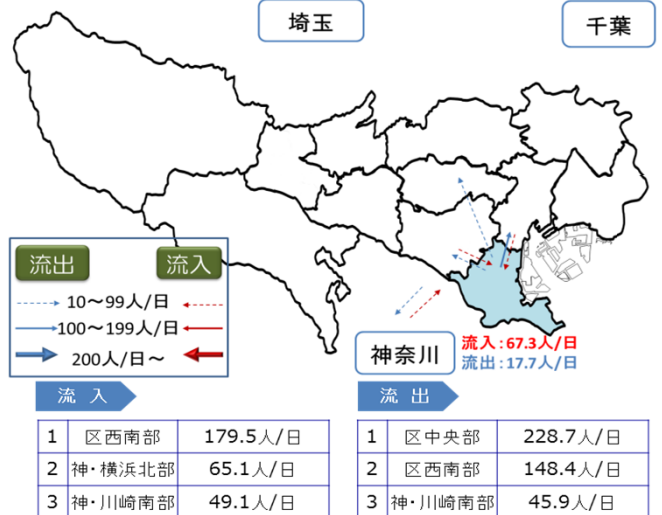 埼玉
千葉
流出 流入
10～99人/日
100～199人/日
200人/日～
神奈川
流入：67.3人/日
流出：17.7人/日
流 入
1 区西南部 179.5人/日
2 神・横浜北部 65.1人/日
3 神・川崎南部 49.1人/日
流 出
1 区中央部 228.7人/日
2 区西南部 148.4人/日
3 神・川崎南部 45.9人/日